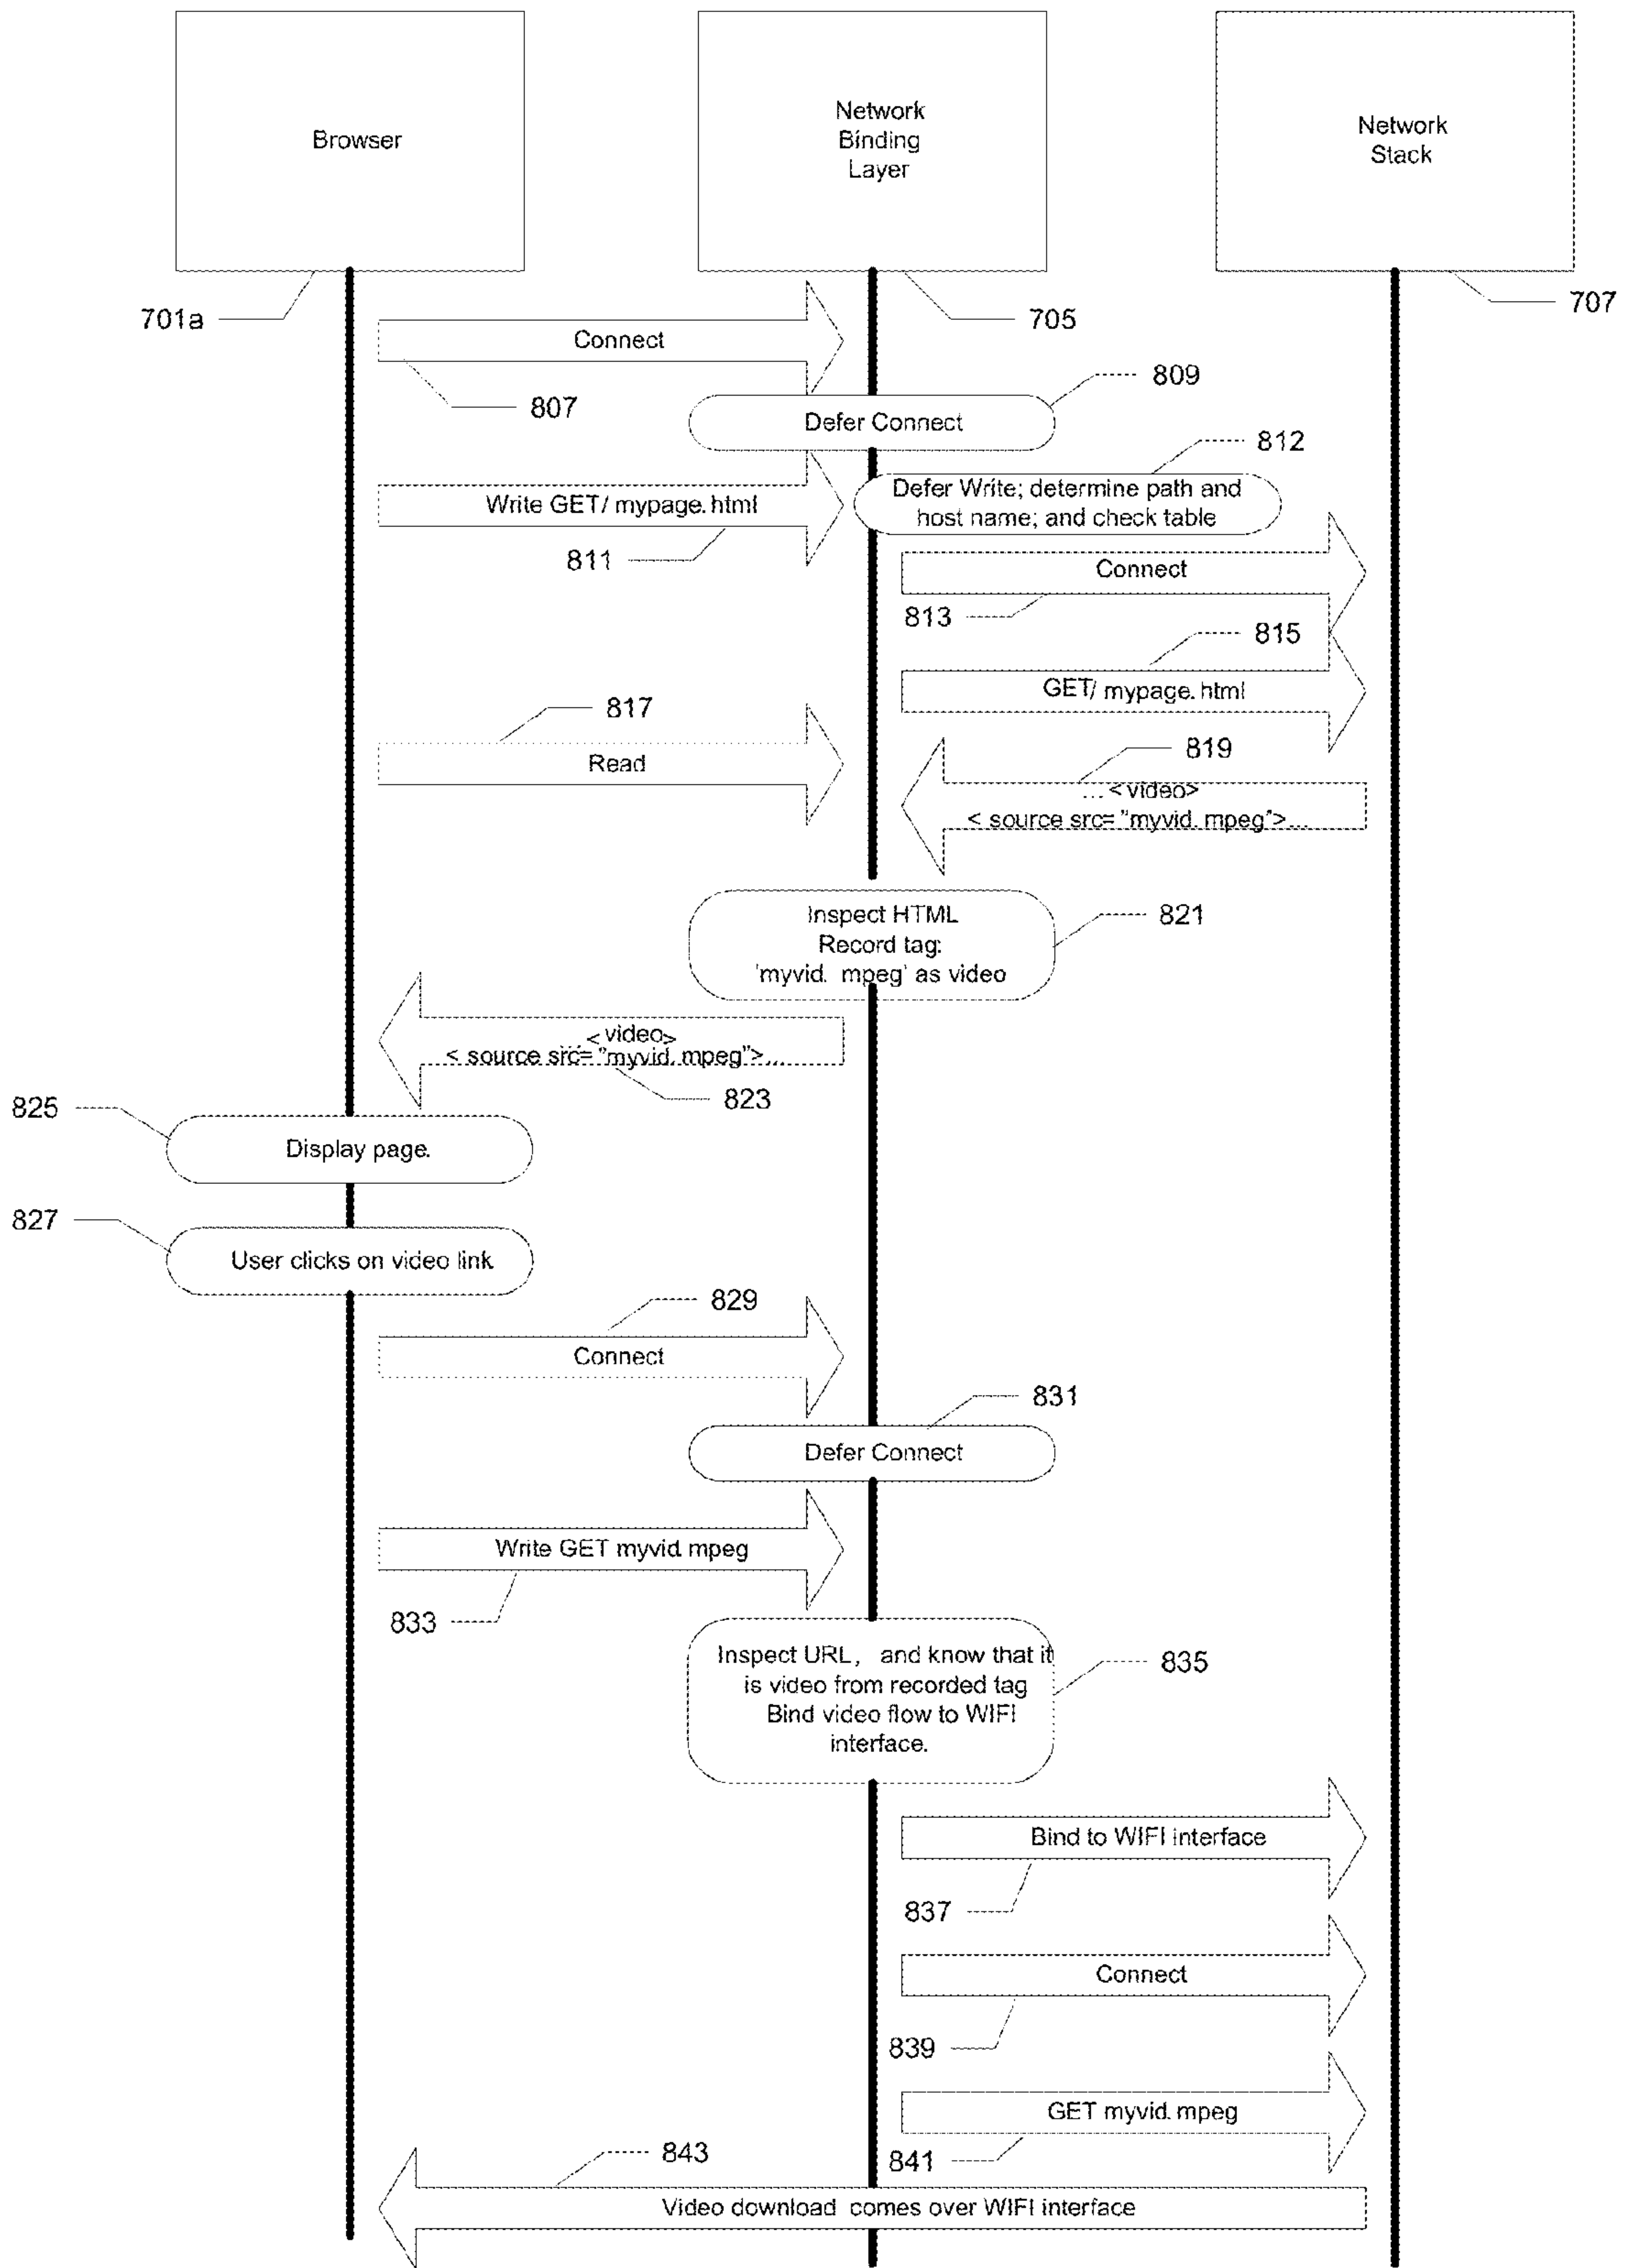 Browser
Network
Binding
Layer
Network
Stack
701a
705
707
Connect
807
809
Defer Connect
812
Write GET/ mypage.html
Defer Write; determine path and
host name; and check table
811
Connect
813
815
GET/ mypage.html
817
Read
819
...<video>
< source src= "myvid. mpeg">...
Inspect HTML
Record tag:
'myvid. mpeg' as video
821
...<video>
< source src= "myvid. mpeg">...
823
825
Display page.
827
User clicks on video link
829
Connect
831
Defer Connect
Write GET myvid.mpeg
833
Inspect URL, and know that it
is video from recorded tag
Bind video flow to WIFI
interface.
835
Bind to WIFI interface
837
Connect
839
GET myvid.mpeg
841
843
Video download comes over WIFI interface